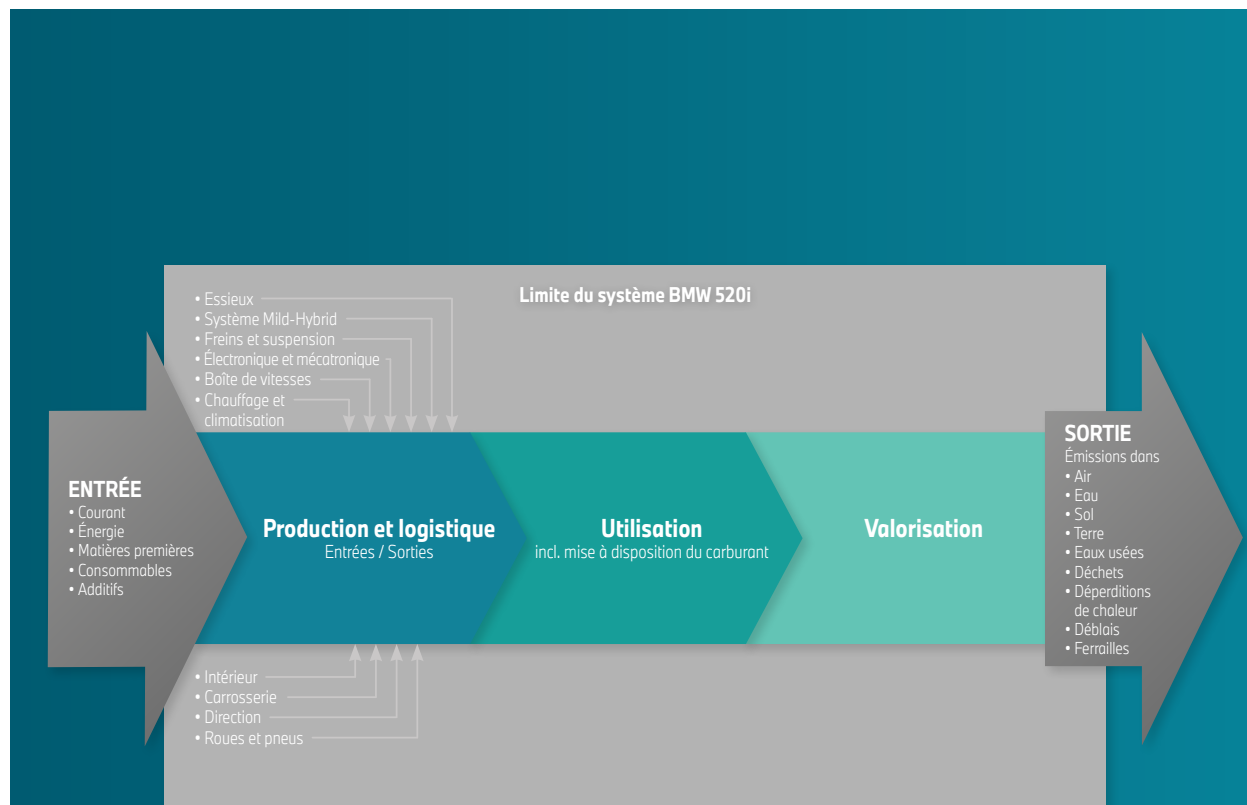 Limite du système BMW 520i
• Essieux
• Système Mild-Hybrid
• Freins et suspension
• Électronique et mécatronique
• Boîte de vitesses
• Chauffage et
climatisation
ENTRÉE
• Courant
• Énergie
• Matières premières
• Consommables
• Additifs
Production et logistique
Entrées / Sorties
Utilisation
incl. mise à disposition du carburant
Valorisation
SORTIE
Émissions dans
• Air
• Eau
• Sol
• Terre
• Eaux usées
• Déchets
• Déperditions
de chaleur
• Déblais
• Ferrailles
• Intérieur
• Carrosserie
• Direction
• Roues et pneus